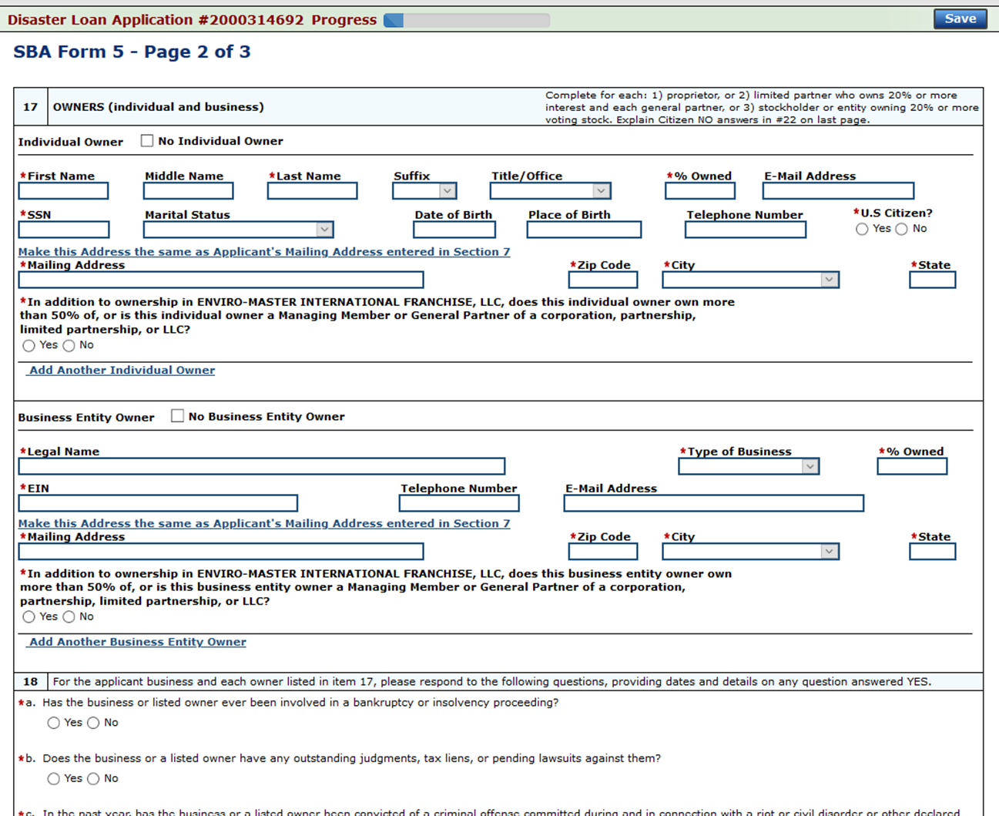 Disaster Loan Application #2000314692 Progress
Save
SBA Form 5 - Page 2 of 3
17 OWNERS (individual and business)
Complete for each: 1) proprietor, or 2) limited partner who owns 20% or more
interest and each general partner, or 3) stockholder or entity owning 20% or more
voting stock. Explain Citizen NO answers in #22 on last page.
Individual Owner No Individual Owner
*First Name Middle Name *Last Name Suffix Title/Office *% Owned E-Mail Address
*SSN Marital Status Date of Birth Place of Birth Telephone Number *U.S Citizen?
Yes No
Make this Address the same as Applicant's Mailing Address entered in Section 7
*Mailing Address *Zip Code *City *State
*In addition to ownership in ENVIRO-MASTER INTERNATIONAL FRANCHISE, LLC, does this individual owner own more
than 50% of, or is this individual owner a Managing Member or General Partner of a corporation, partnership,
limited partnership, or LLC?
Yes No
Add Another Individual Owner
Business Entity Owner No Business Entity Owner
*Legal Name *Type of Business *% Owned
*EIN Telephone Number E-Mail Address
Make this Address the same as Applicant's Mailing Address entered in Section 7
*Mailing Address *Zip Code *City *State
*In addition to ownership in ENVIRO-MASTER INTERNATIONAL FRANCHISE, LLC, does this business entity owner own
more than 50% of, or is this business entity owner a Managing Member or General Partner of a corporation,
partnership, limited partnership, or LLC?
Yes No
Add Another Business Entity Owner
18 For the applicant business and each owner listed in item 17, please respond to the following questions, providing dates and details on any question answered YES.
*a. Has the business or listed owner ever been involved in a bankruptcy or insolvency proceeding?
Yes No
*b. Does the business or a listed owner have any outstanding judgments, tax liens, or pending lawsuits against them?
Yes No
*c. In the past year, has the business or a listed owner been convicted of a criminal offense committed during and in connection with a riot or civil disorder or other declared